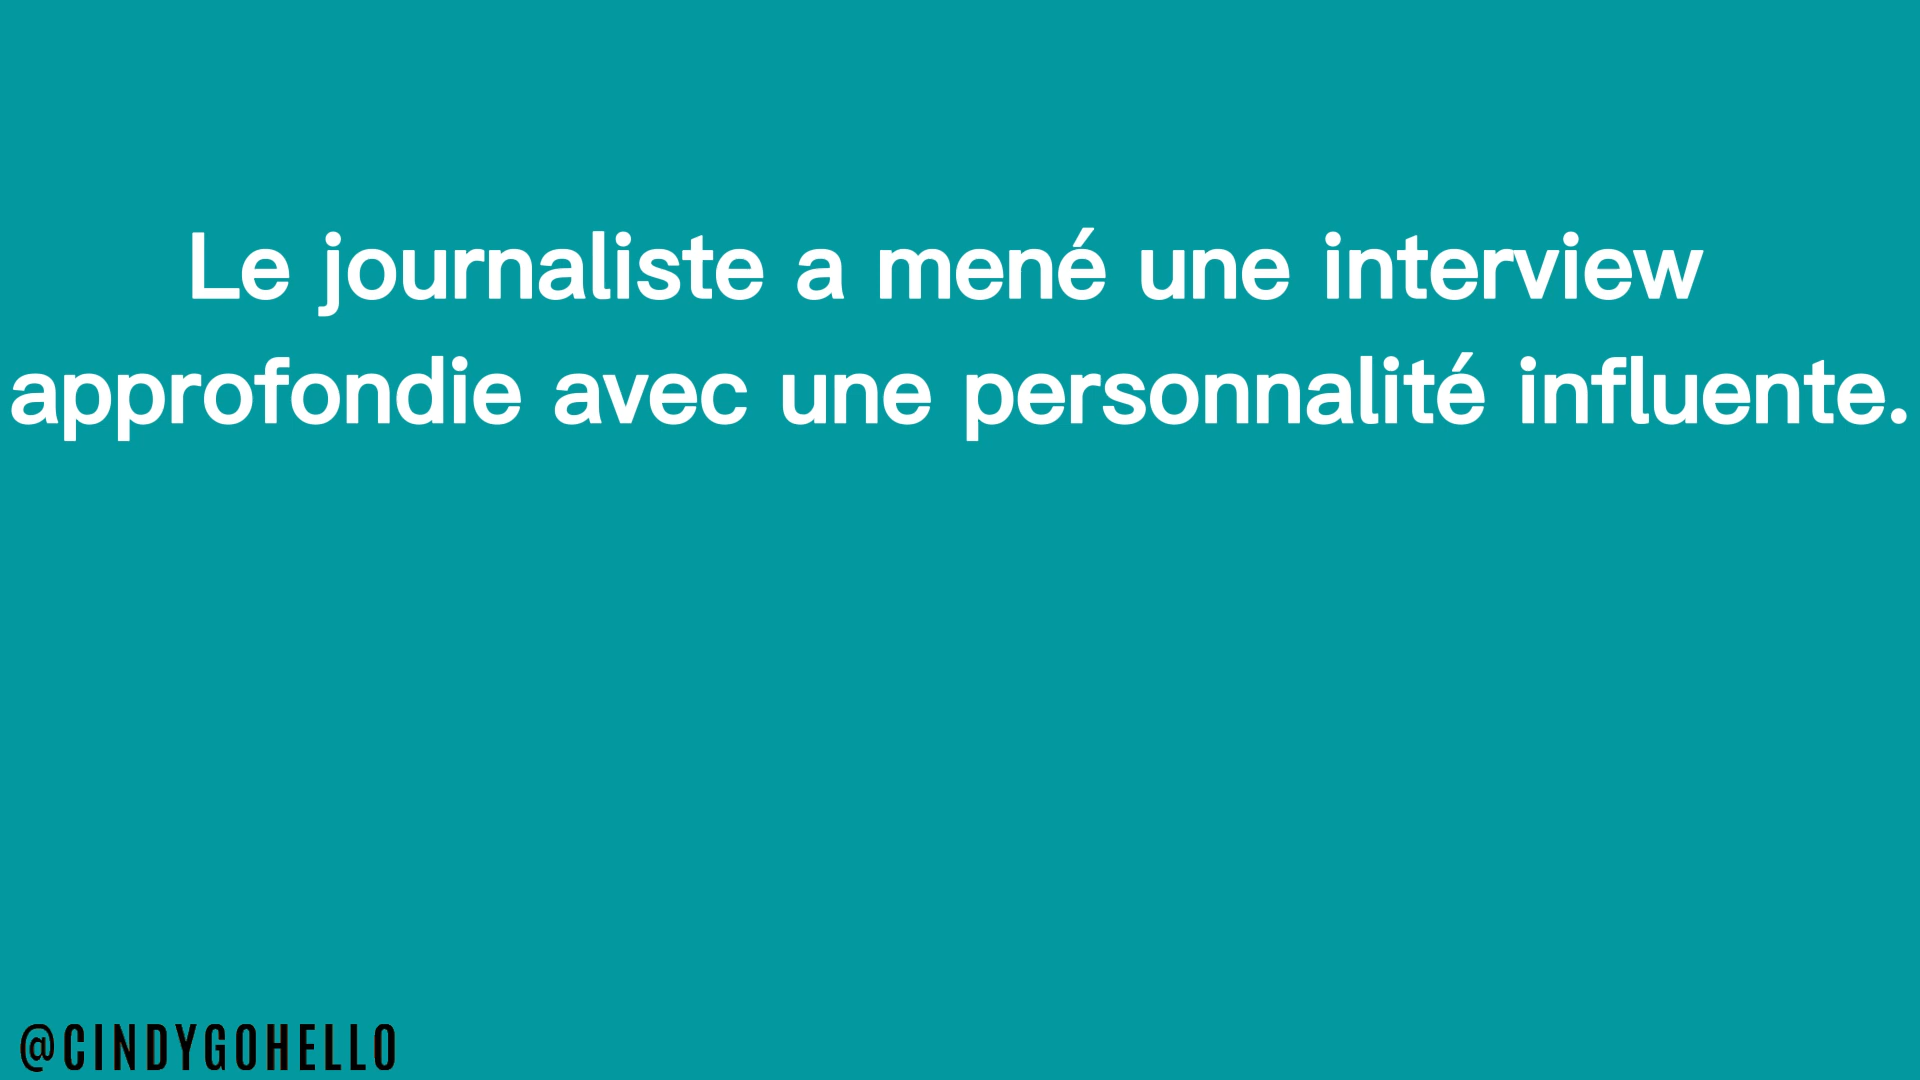 Le journaliste a mené une interview
approfondie avec une personnalité influente.
@CINDYGOHELLO